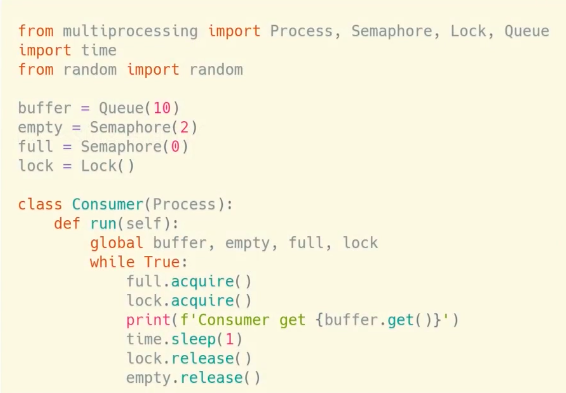 from multiprocessing import Process, Semaphore, Lock, Queue
import time
from random import random

buffer = Queue(10)
empty = Semaphore(2)
full = Semaphore(0)
lock = Lock()

class Consumer(Process):
    def run(self):
        global buffer, empty, full, lock
        while True:
            full.acquire()
            lock.acquire()
            print(f'Consumer get {buffer.get()}')
            time.sleep(1)
            lock.release()
            empty.release()